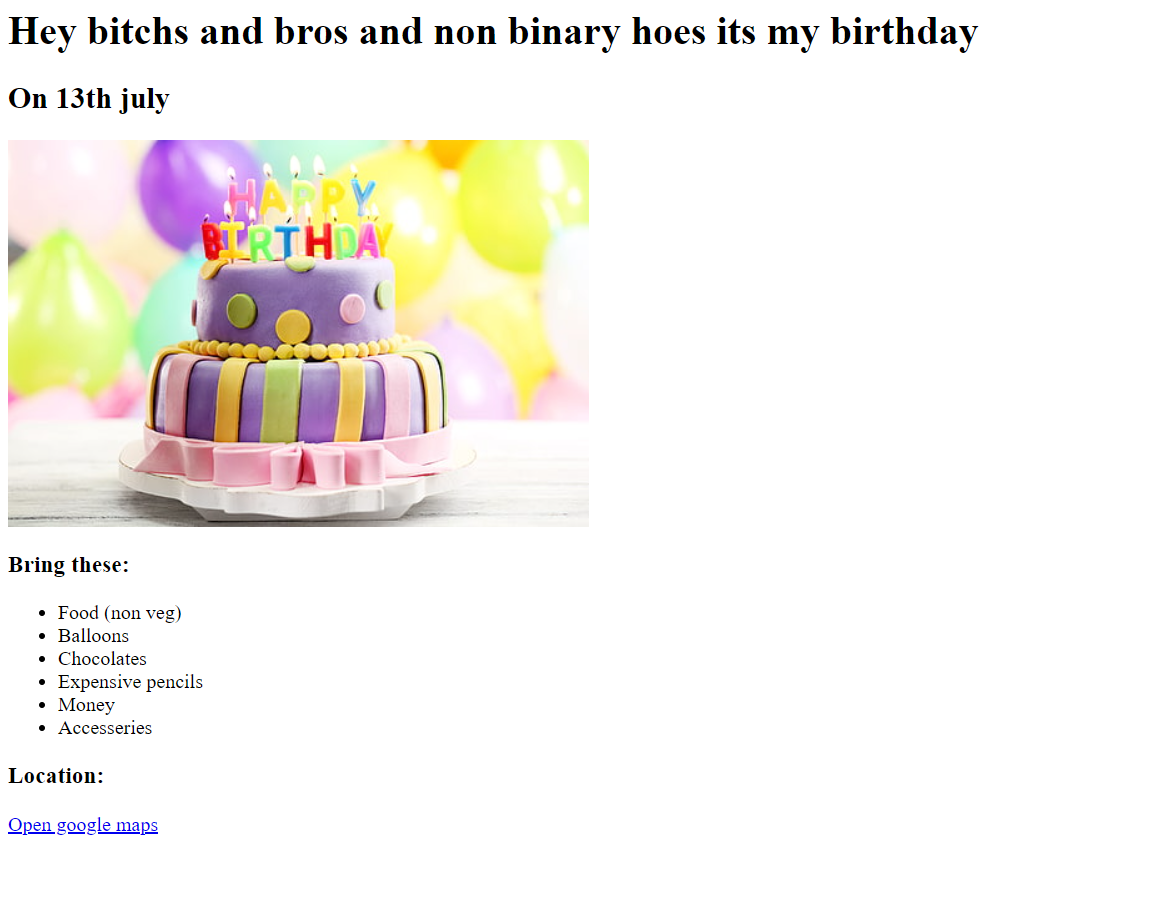 Hey bitchs and bros and non binary hoes its my birthday
On 13th july
HAPPY
BIRTHDAY
Bring these:
Food (non veg)
Balloons
Chocolates
Expensive pencils
Money
Accesseries
Location:
Open google maps